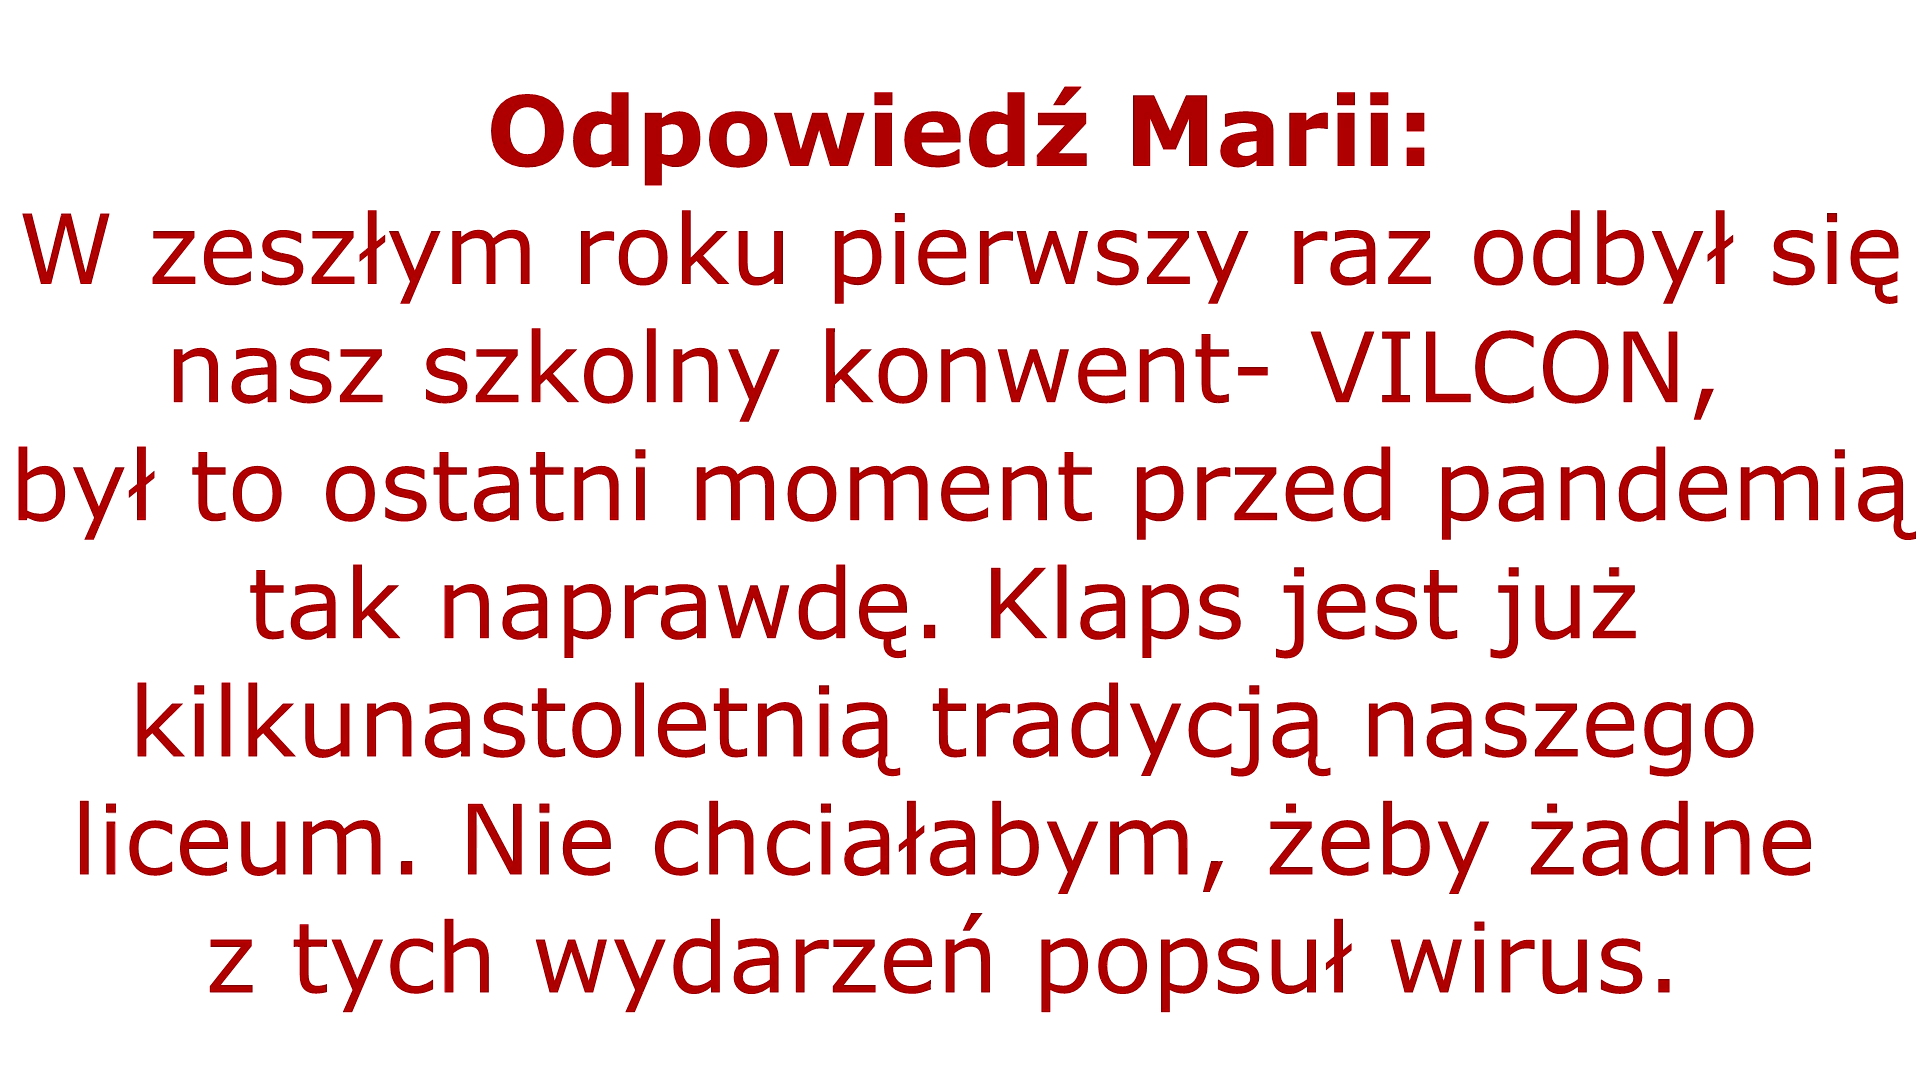 Odpowiedź Marii:
W zeszłym roku pierwszy raz odbył się
nasz szkolny konwent- VILCON,
był to ostatni moment przed pandemią
tak naprawdę. Klaps jest już
kilkunastoletnią tradycją naszego
liceum. Nie chciałabym, żeby żadne
z tych wydarzeń popsuł wirus.